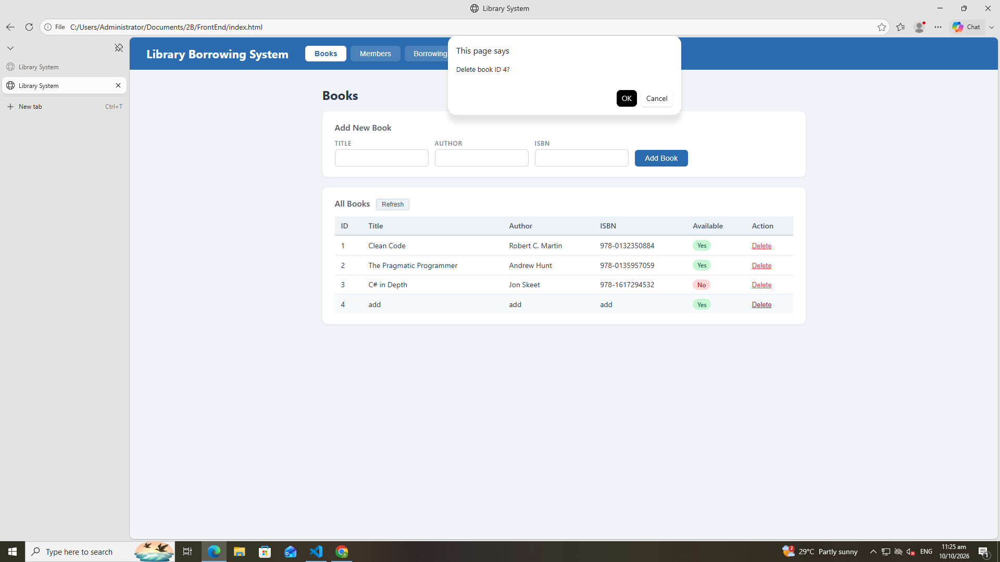 Library System
File C:/Users/Administrator/Documents/2B/FrontEnd/index.html
Chat
Library System
Library System
New tab Ctrl+T
Library Borrowing System Books Members Borrowing
This page says
Delete book ID 4?
OK Cancel
Books
Add New Book
TITLE AUTHOR ISBN
Add Book
All Books Refresh
ID Title Author ISBN Available Action
1 Clean Code Robert C. Martin 978-0132350884 Yes Delete
2 The Pragmatic Programmer Andrew Hunt 978-0135957059 Yes Delete
3 C# in Depth Jon Skeet 978-1617294532 No Delete
4 add add add Yes Delete
Type here to search
2 29°C Partly sunny
ENG
11:25 am
10/10/2026
1